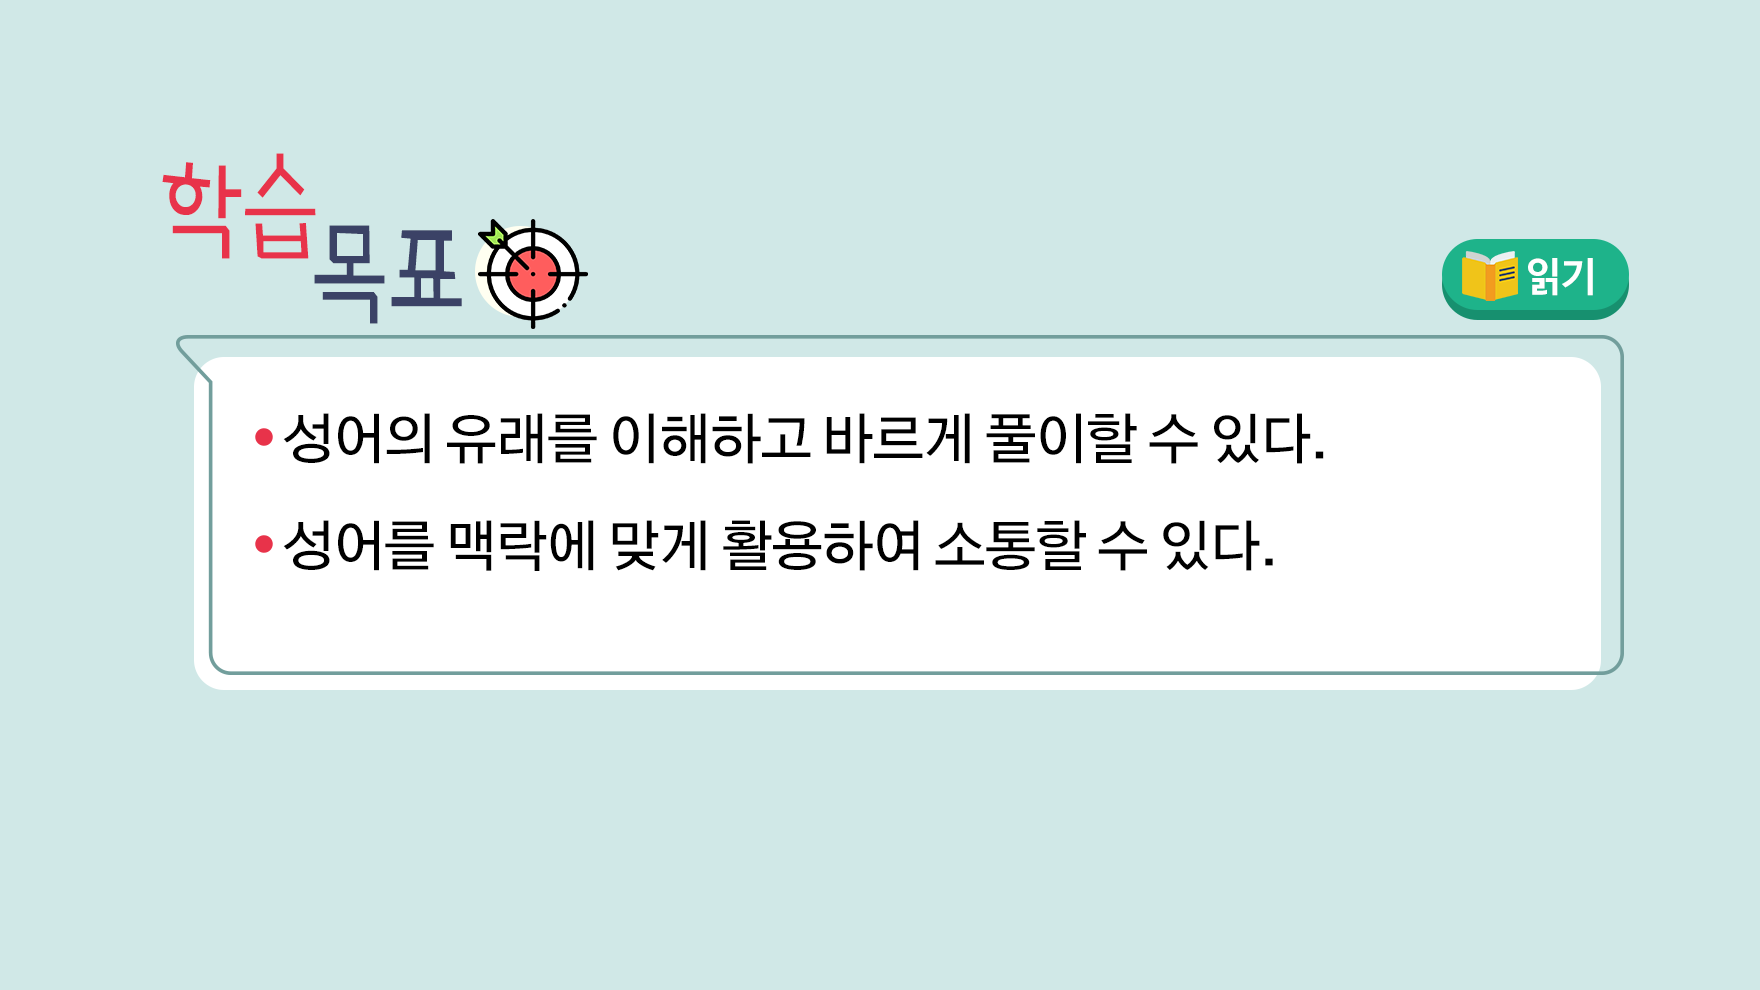 학습
목표
읽기
• 성어의 유래를 이해하고 바르게 풀이할 수 있다.
• 성어를 맥락에 맞게 활용하여 소통할 수 있다.